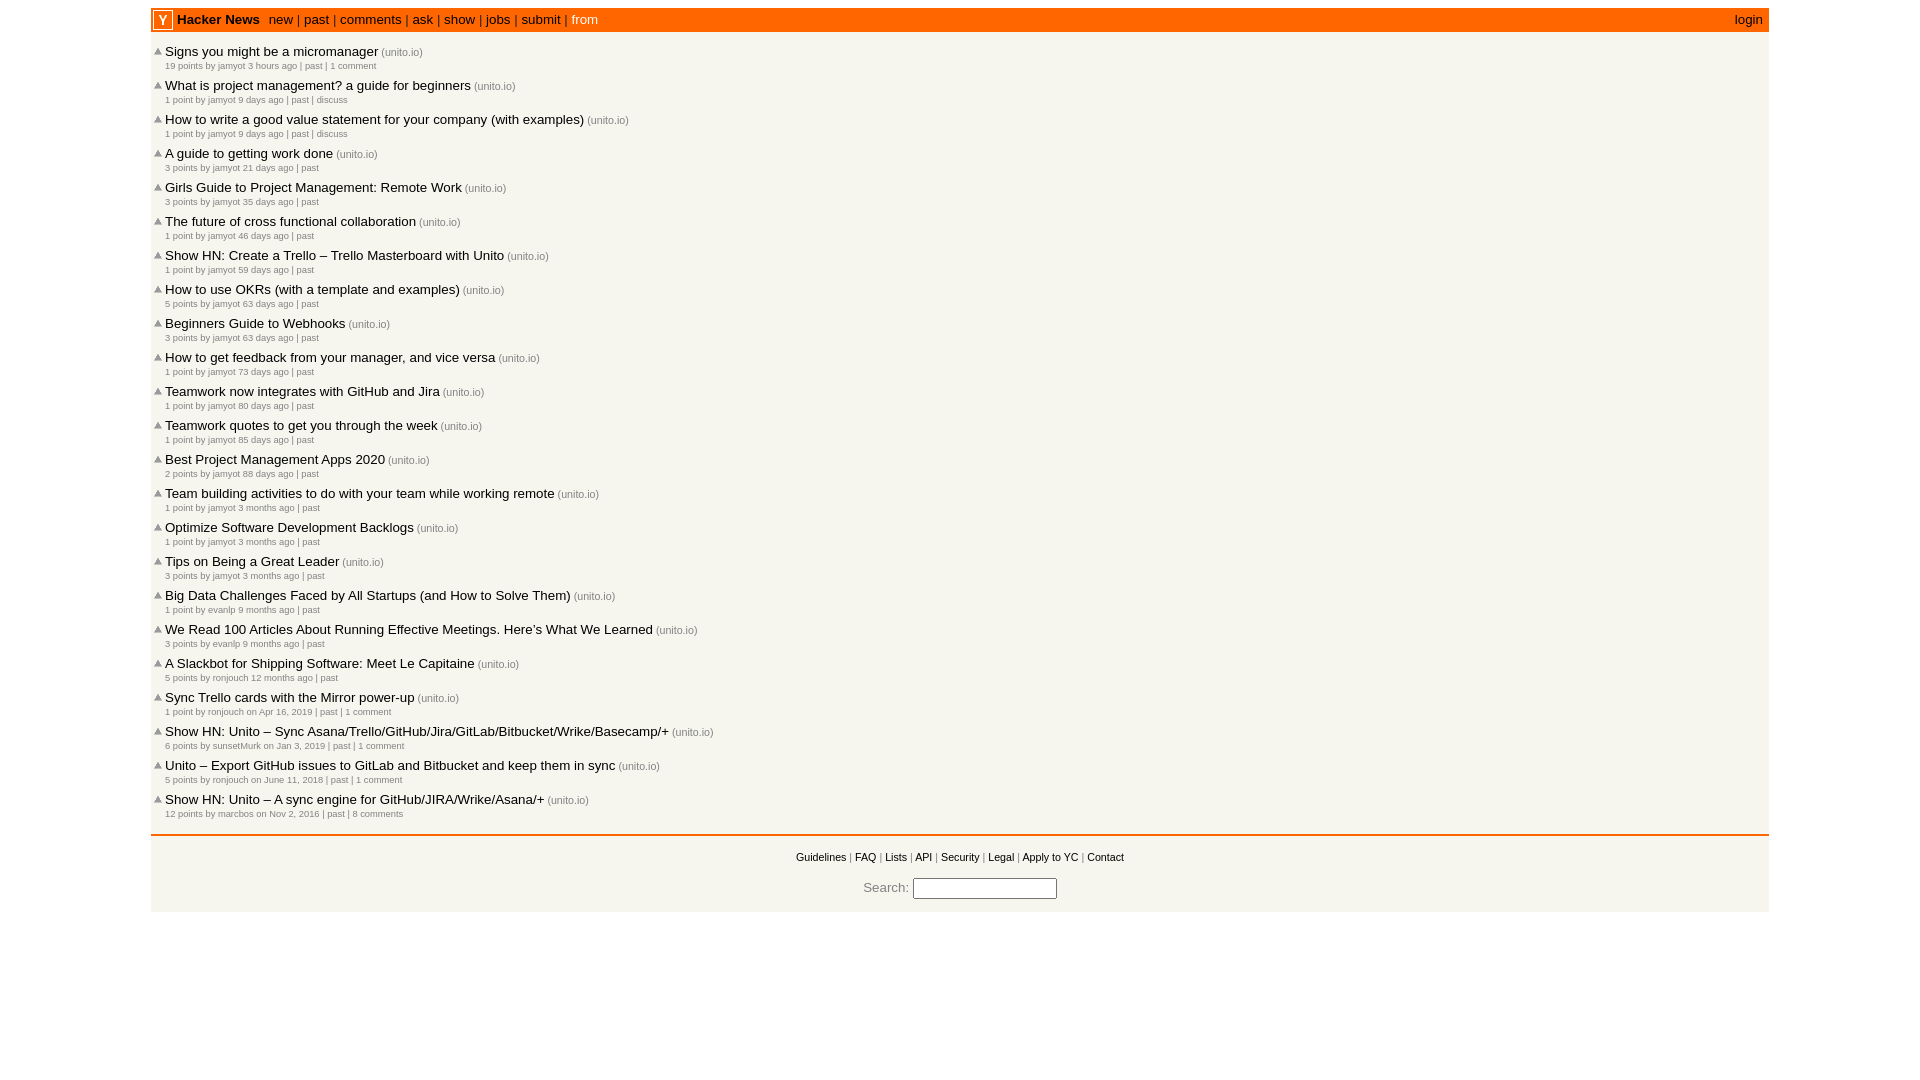 Y Hacker News new | past | comments | ask | show | jobs | submit | from login
Signs you might be a micromanager (unito.io)
19 points by jamyot 3 hours ago | past | 1 comment
What is project management? a guide for beginners (unito.io)
1 point by jamyot 9 days ago | past | discuss
How to write a good value statement for your company (with examples) (unito.io)
1 point by jamyot 9 days ago | past | discuss
A guide to getting work done (unito.io)
3 points by jamyot 21 days ago | past
Girls Guide to Project Management: Remote Work (unito.io)
3 points by jamyot 35 days ago | past
The future of cross functional collaboration (unito.io)
1 point by jamyot 46 days ago | past
Show HN: Create a Trello – Trello Masterboard with Unito (unito.io)
1 point by jamyot 59 days ago | past
How to use OKRs (with a template and examples) (unito.io)
5 points by jamyot 63 days ago | past
Beginners Guide to Webhooks (unito.io)
3 points by jamyot 63 days ago | past
How to get feedback from your manager, and vice versa (unito.io)
1 point by jamyot 73 days ago | past
Teamwork now integrates with GitHub and Jira (unito.io)
1 point by jamyot 80 days ago | past
Teamwork quotes to get you through the week (unito.io)
1 point by jamyot 85 days ago | past
Best Project Management Apps 2020 (unito.io)
2 points by jamyot 88 days ago | past
Team building activities to do with your team while working remote (unito.io)
1 point by jamyot 3 months ago | past
Optimize Software Development Backlogs (unito.io)
1 point by jamyot 3 months ago | past
Tips on Being a Great Leader (unito.io)
3 points by jamyot 3 months ago | past
Big Data Challenges Faced by All Startups (and How to Solve Them) (unito.io)
1 point by evanlp 9 months ago | past
We Read 100 Articles About Running Effective Meetings. Here’s What We Learned (unito.io)
3 points by evanlp 9 months ago | past
A Slackbot for Shipping Software: Meet Le Capitaine (unito.io)
5 points by ronjouch 12 months ago | past
Sync Trello cards with the Mirror power-up (unito.io)
1 point by ronjouch on Apr 16, 2019 | past | 1 comment
Show HN: Unito – Sync Asana/Trello/GitHub/Jira/GitLab/Bitbucket/Wrike/Basecamp/+ (unito.io)
6 points by sunsetMurk on Jan 3, 2019 | past | 1 comment
Unito – Export GitHub issues to GitLab and Bitbucket and keep them in sync (unito.io)
5 points by ronjouch on June 11, 2018 | past | 1 comment
Show HN: Unito – A sync engine for GitHub/JIRA/Wrike/Asana/+ (unito.io)
12 points by marcbos on Nov 2, 2016 | past | 8 comments
Guidelines | FAQ | Lists | API | Security | Legal | Apply to YC | Contact
Search: